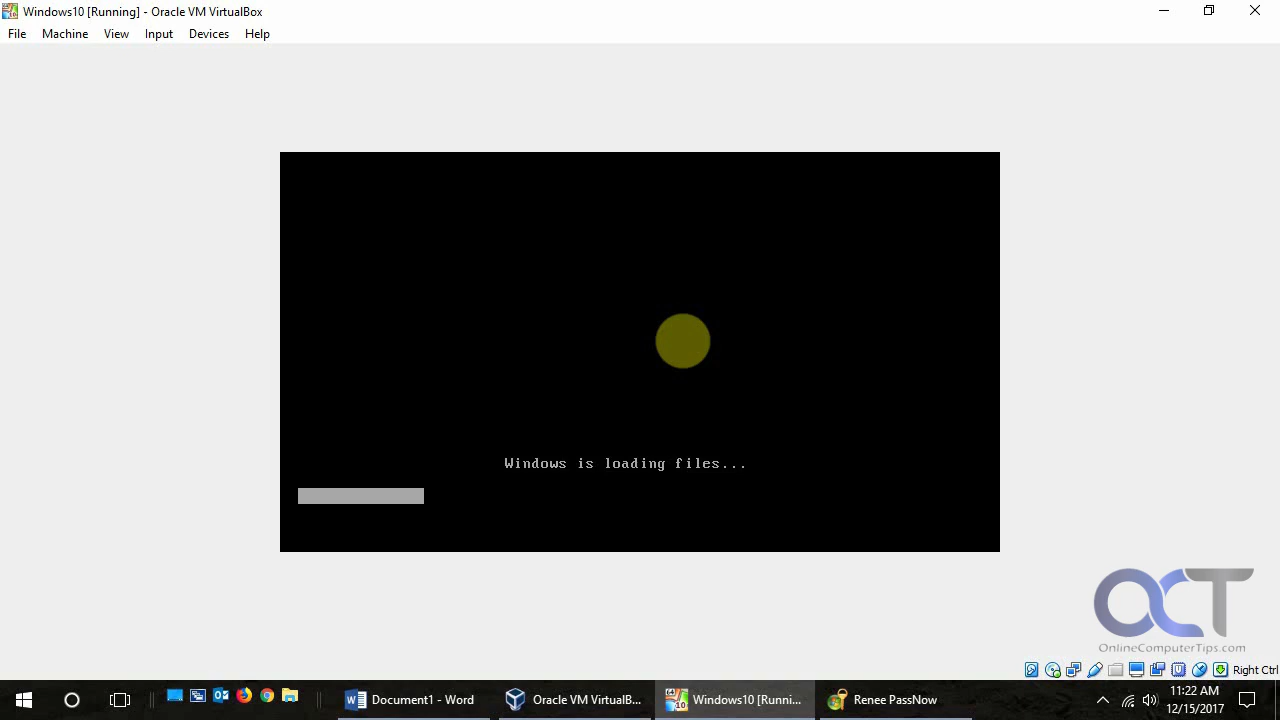 Windows10 [Running] - Oracle VM VirtualBox
File Machine View Input Devices Help
Windows is loading files...
OCT
OnlineComputerTips.com
Right Ctrl
Document1 - Word
Oracle VM VirtualB...
Windows10 [Runni...
Renee PassNow
11:22 AM
12/15/2017